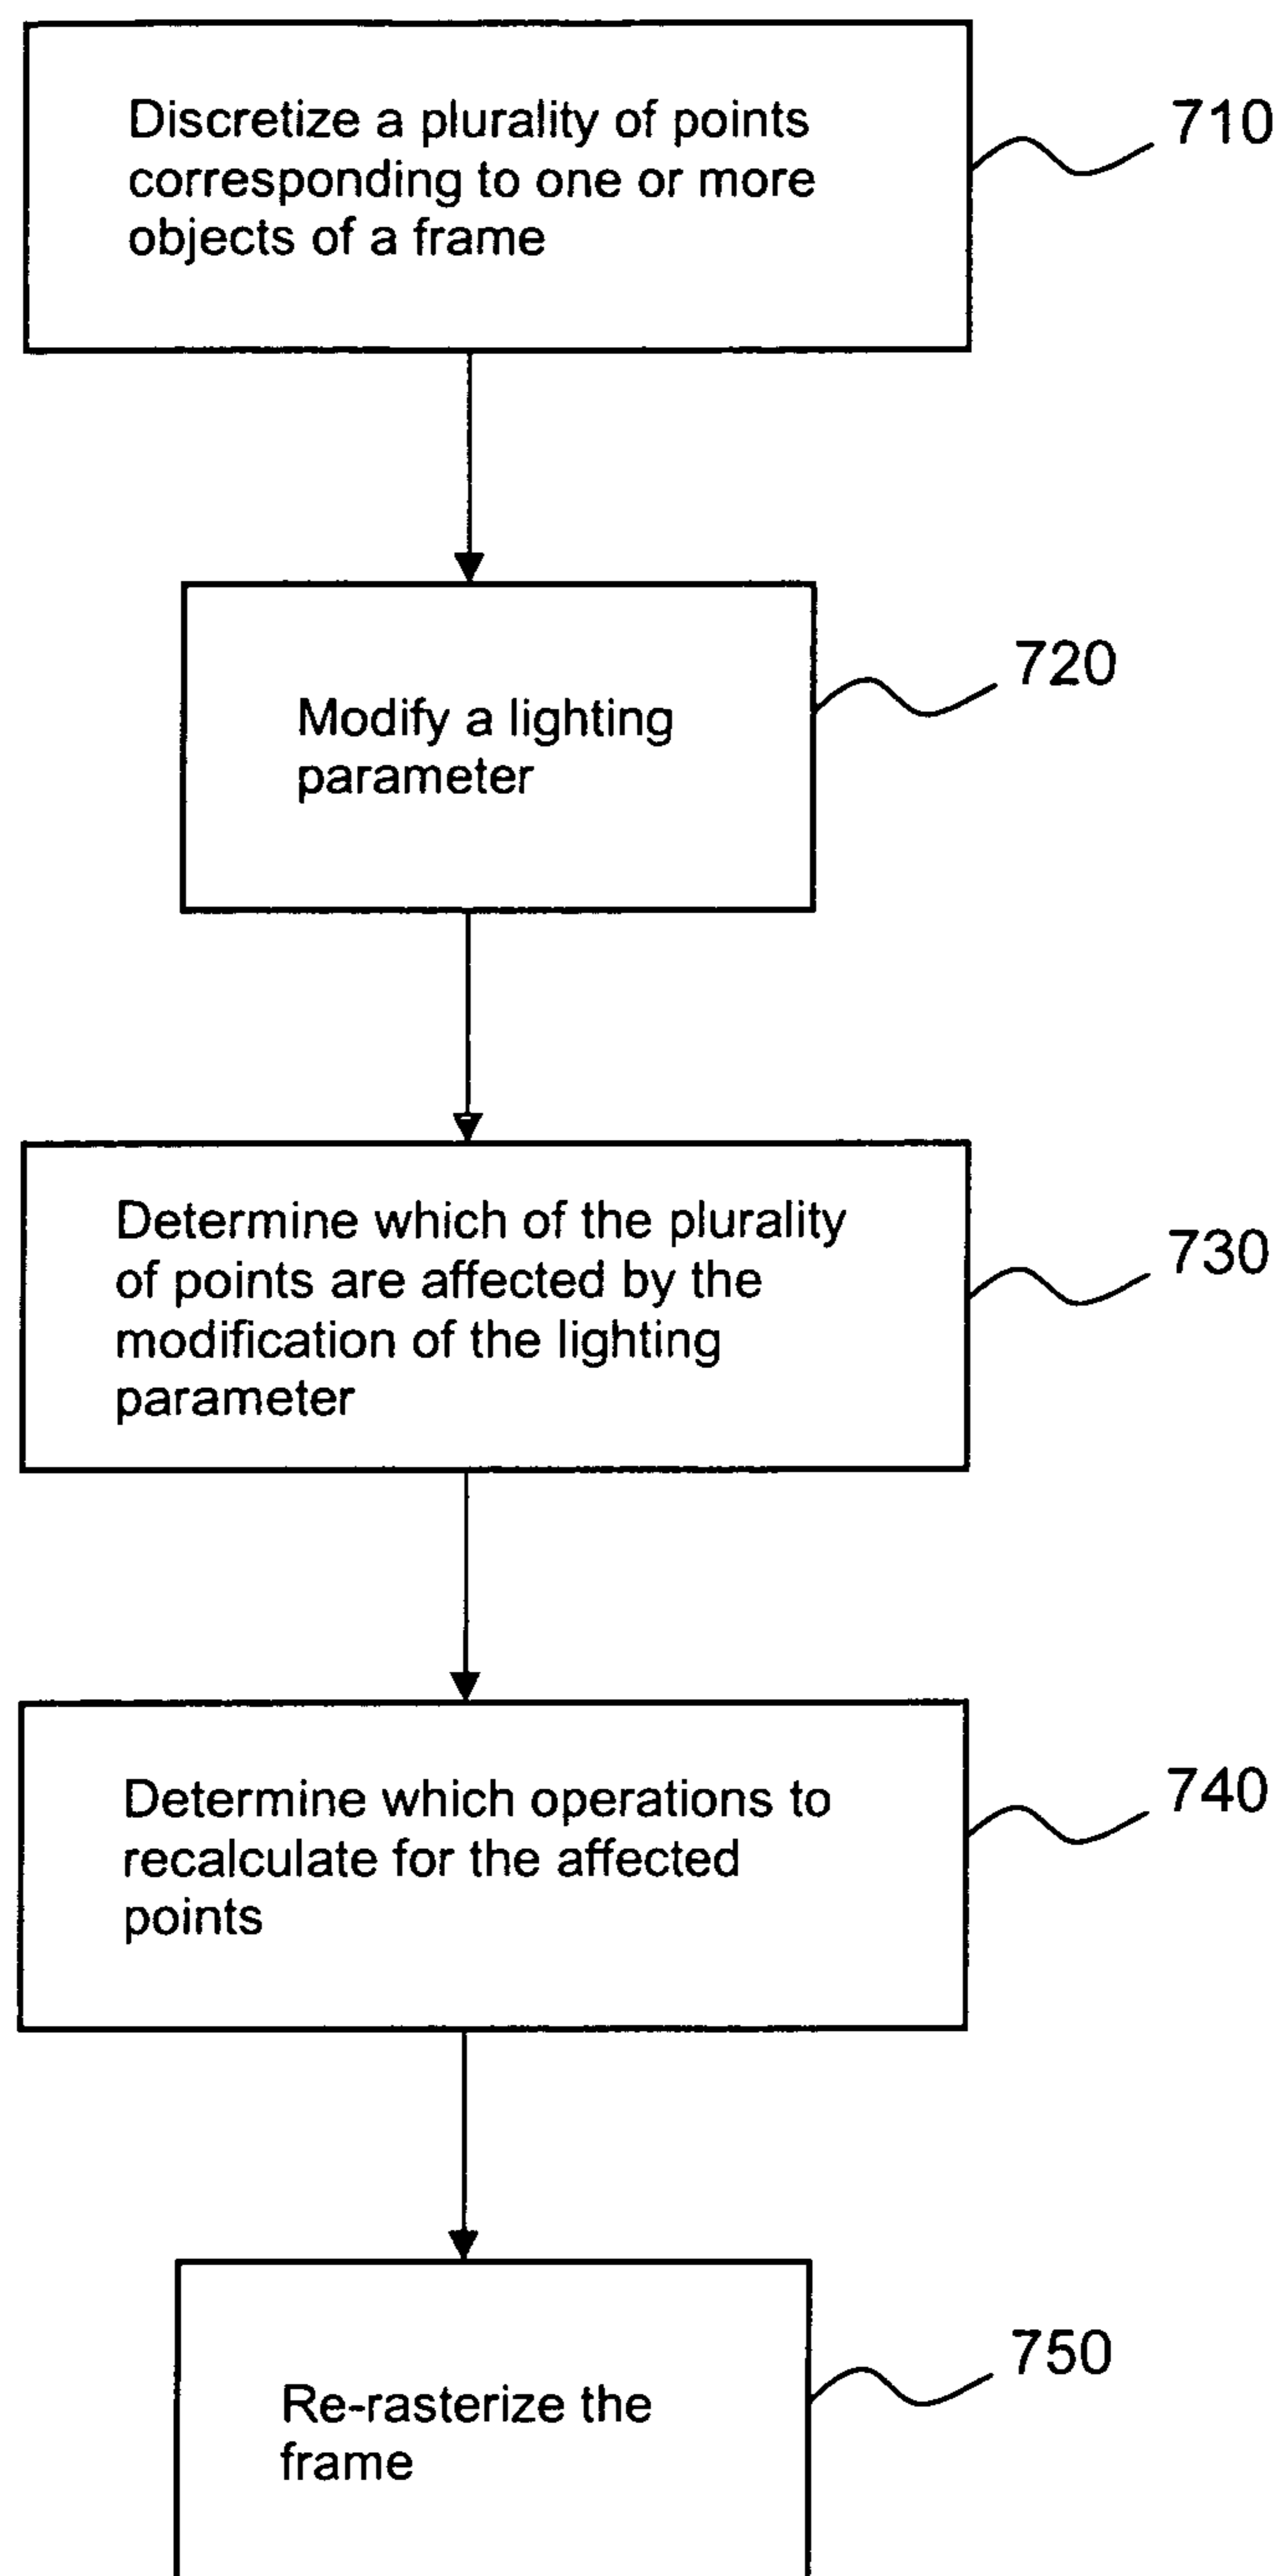 Discretize a plurality of points
corresponding to one or more
objects of a frame
710
Modify a lighting
parameter
720
Determine which of the plurality
of points are affected by the
modification of the lighting
parameter
730
Determine which operations to
recalculate for the affected
points
740
Re-rasterize the
frame
750